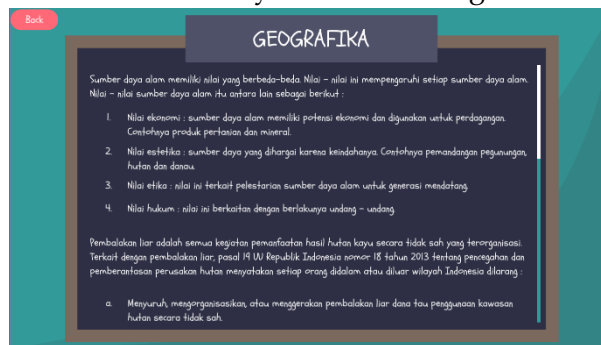 Back
GEOGRAFIKA
Sumber daya alam memiliki nilai yang berbeda-beda. Nilai – nilai ini mempengaruhi setiap sumber daya alam.
Nilai – nilai sumber daya alam itu antara lain sebagai berikut :
1. Nilai ekonomi : sumber daya alam memiliki potensi ekonomi dan digunakan untuk perdagangan.
Contohnya produk pertanian dan mineral.
2. Nilai estetika : sumber daya yang dihargai karena keindahanya. Contohnya pemandangan pegunungan,
hutan dan danau.
3. Nilai etika : nilai ini terkait pelestarian sumber daya alam untuk generasi mendatang.
4. Nilai hukum : nilai ini berkaitan dengan berlakunya undang – undang.
Pembalakan liar adalah semua kegiatan pemanfaatan hasil hutan kayu secara tidak sah yang terorganisasi.
Terkait dengan pembalakan liar, pasal 19 UU Republik Indonesia nomor 18 tahun 2013 tentang pencegahan dan
pemberantasan perusakan hutan menyatakan setiap orang didalam atau diluar wilayah Indonesia dilarang :
a. Menyuruh, mengorganisasikan, atau menggerakan pembalakan liar dana tau penggunaan kawasan
hutan secara tidak sah.